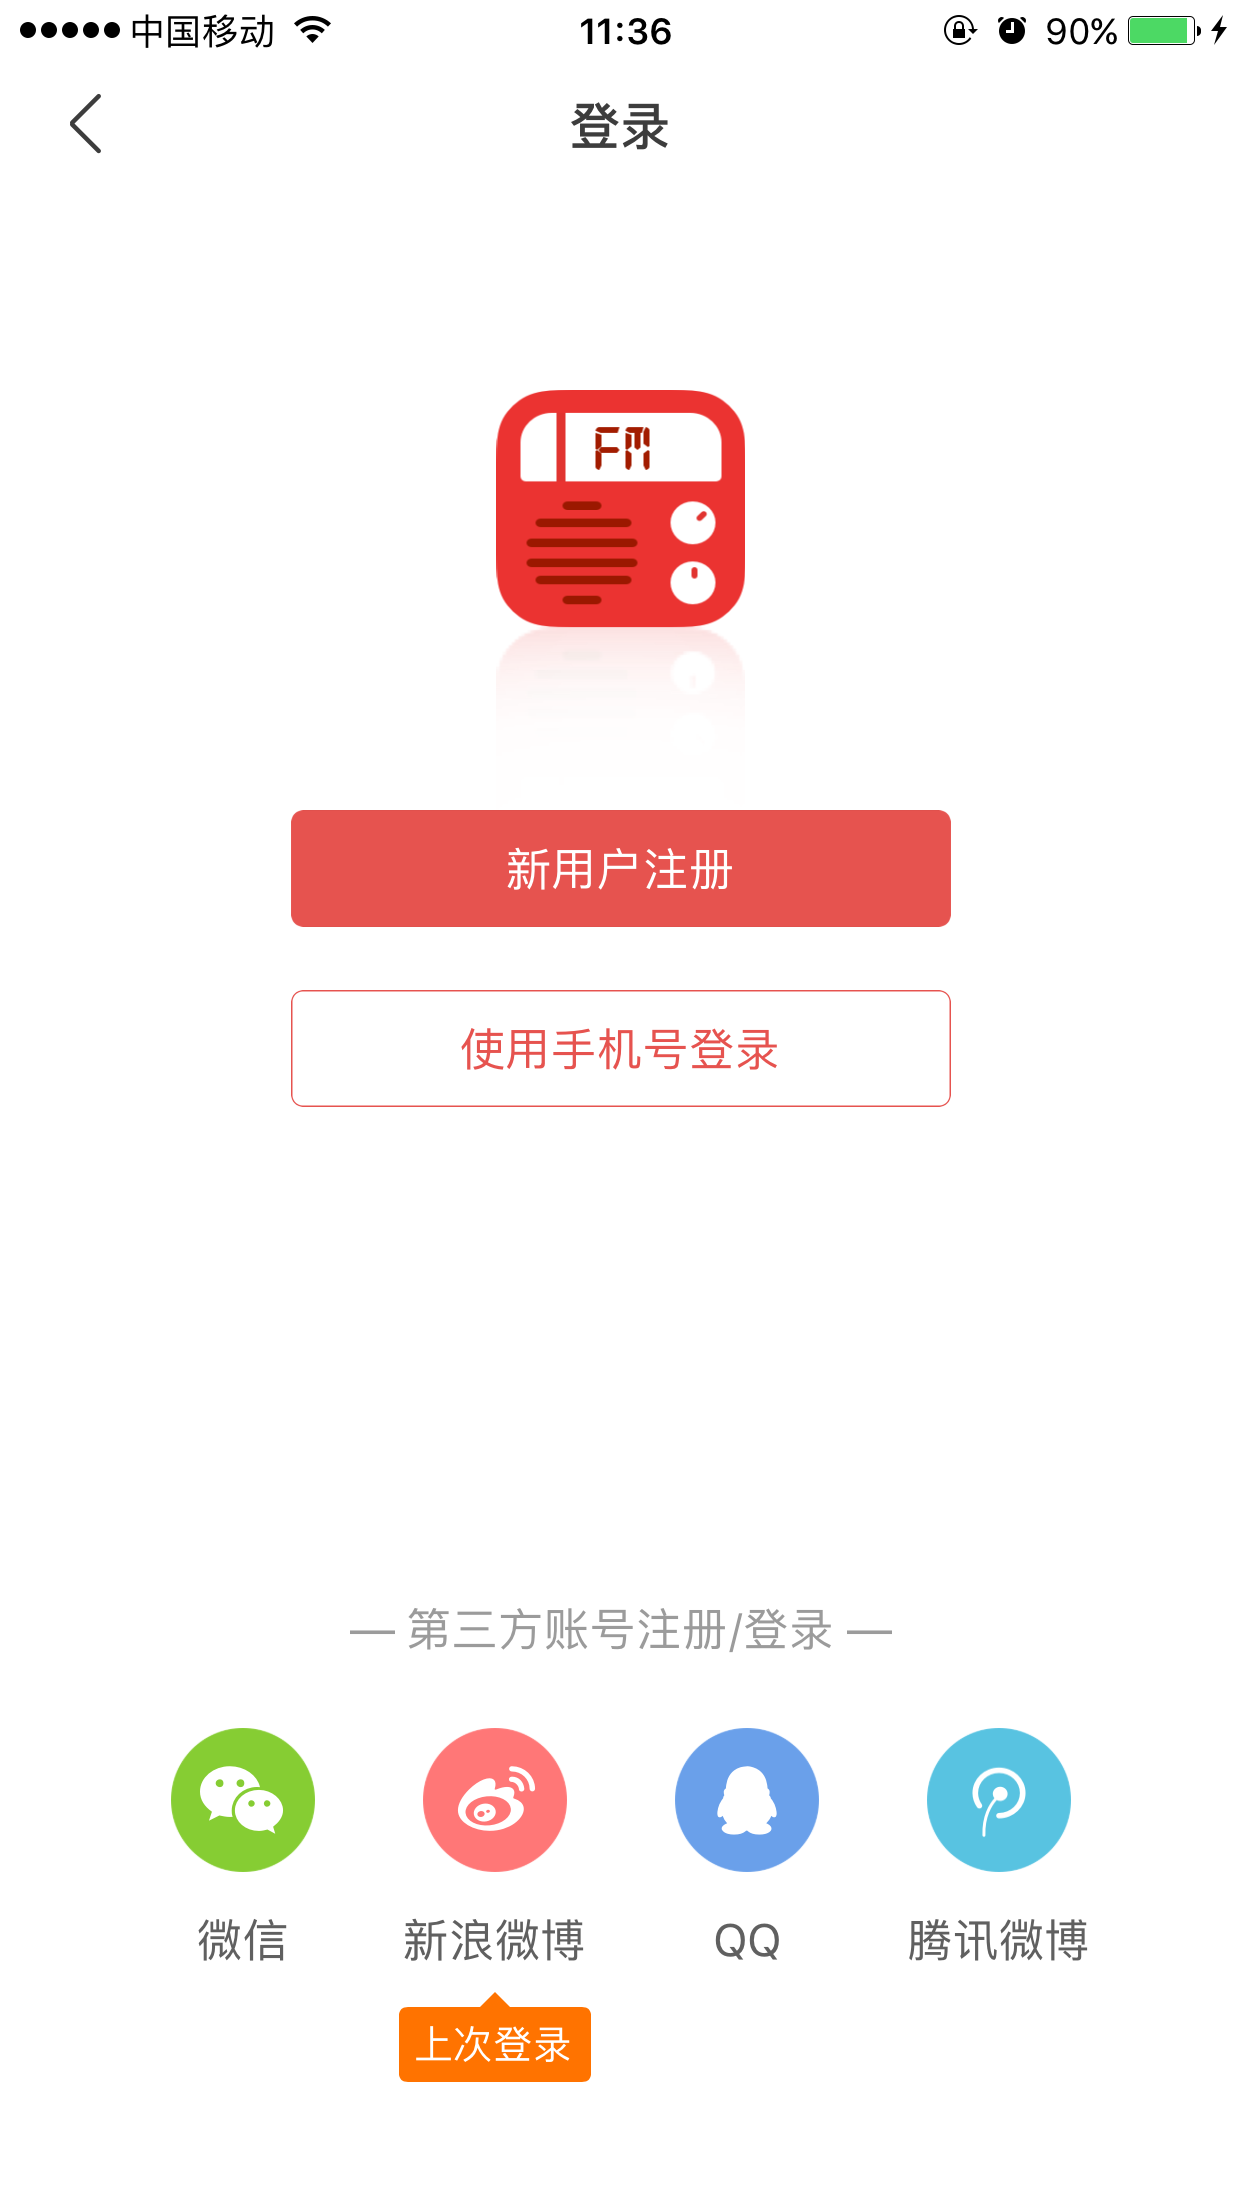 中国移动 11:36 90%
登录
FM
新用户注册
使用手机号登录
— 第三方账号注册/登录 —
微信 新浪微博 QQ 腾讯微博
上次登录